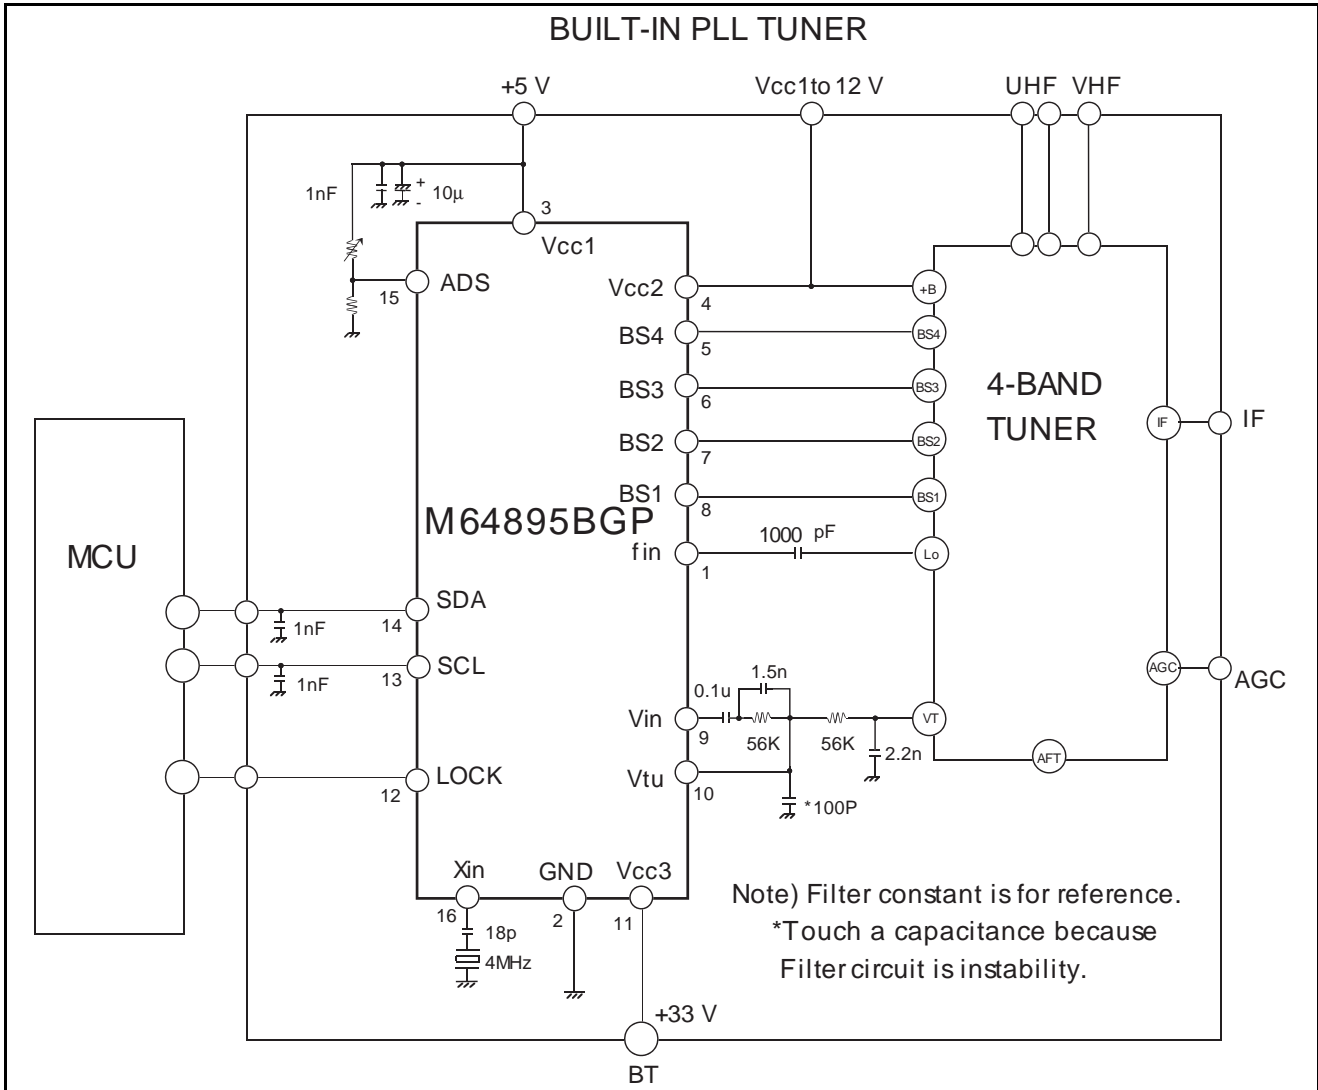 BUILT-IN PLL TUNER
+5 V
Vcc1to 12 V
UHF VHF
1nF
+
-
10μ
3
Vcc1
15
ADS
Vcc2
4
+B
BS4
5
BS4
BS3
6
BS3
4-BAND
TUNER
BS2
7
BS2
IF
IF
BS1
8
BS1
M64895BGP
MCU
fin
1
1000 pF
Lo
SDA
14
1nF
SCL
13
1nF
AGC
AGC
Vin
9
0.1u
1.5n
56K
56K
VT
2.2n
AFT
LOCK
12
Vtu
10
*100P
Xin
GND
Vcc3
16
2
11
18p
4MHz
Note) Filter constant is for reference.
*Touch a capacitance because
Filter circuit is instability.
+33 V
BT